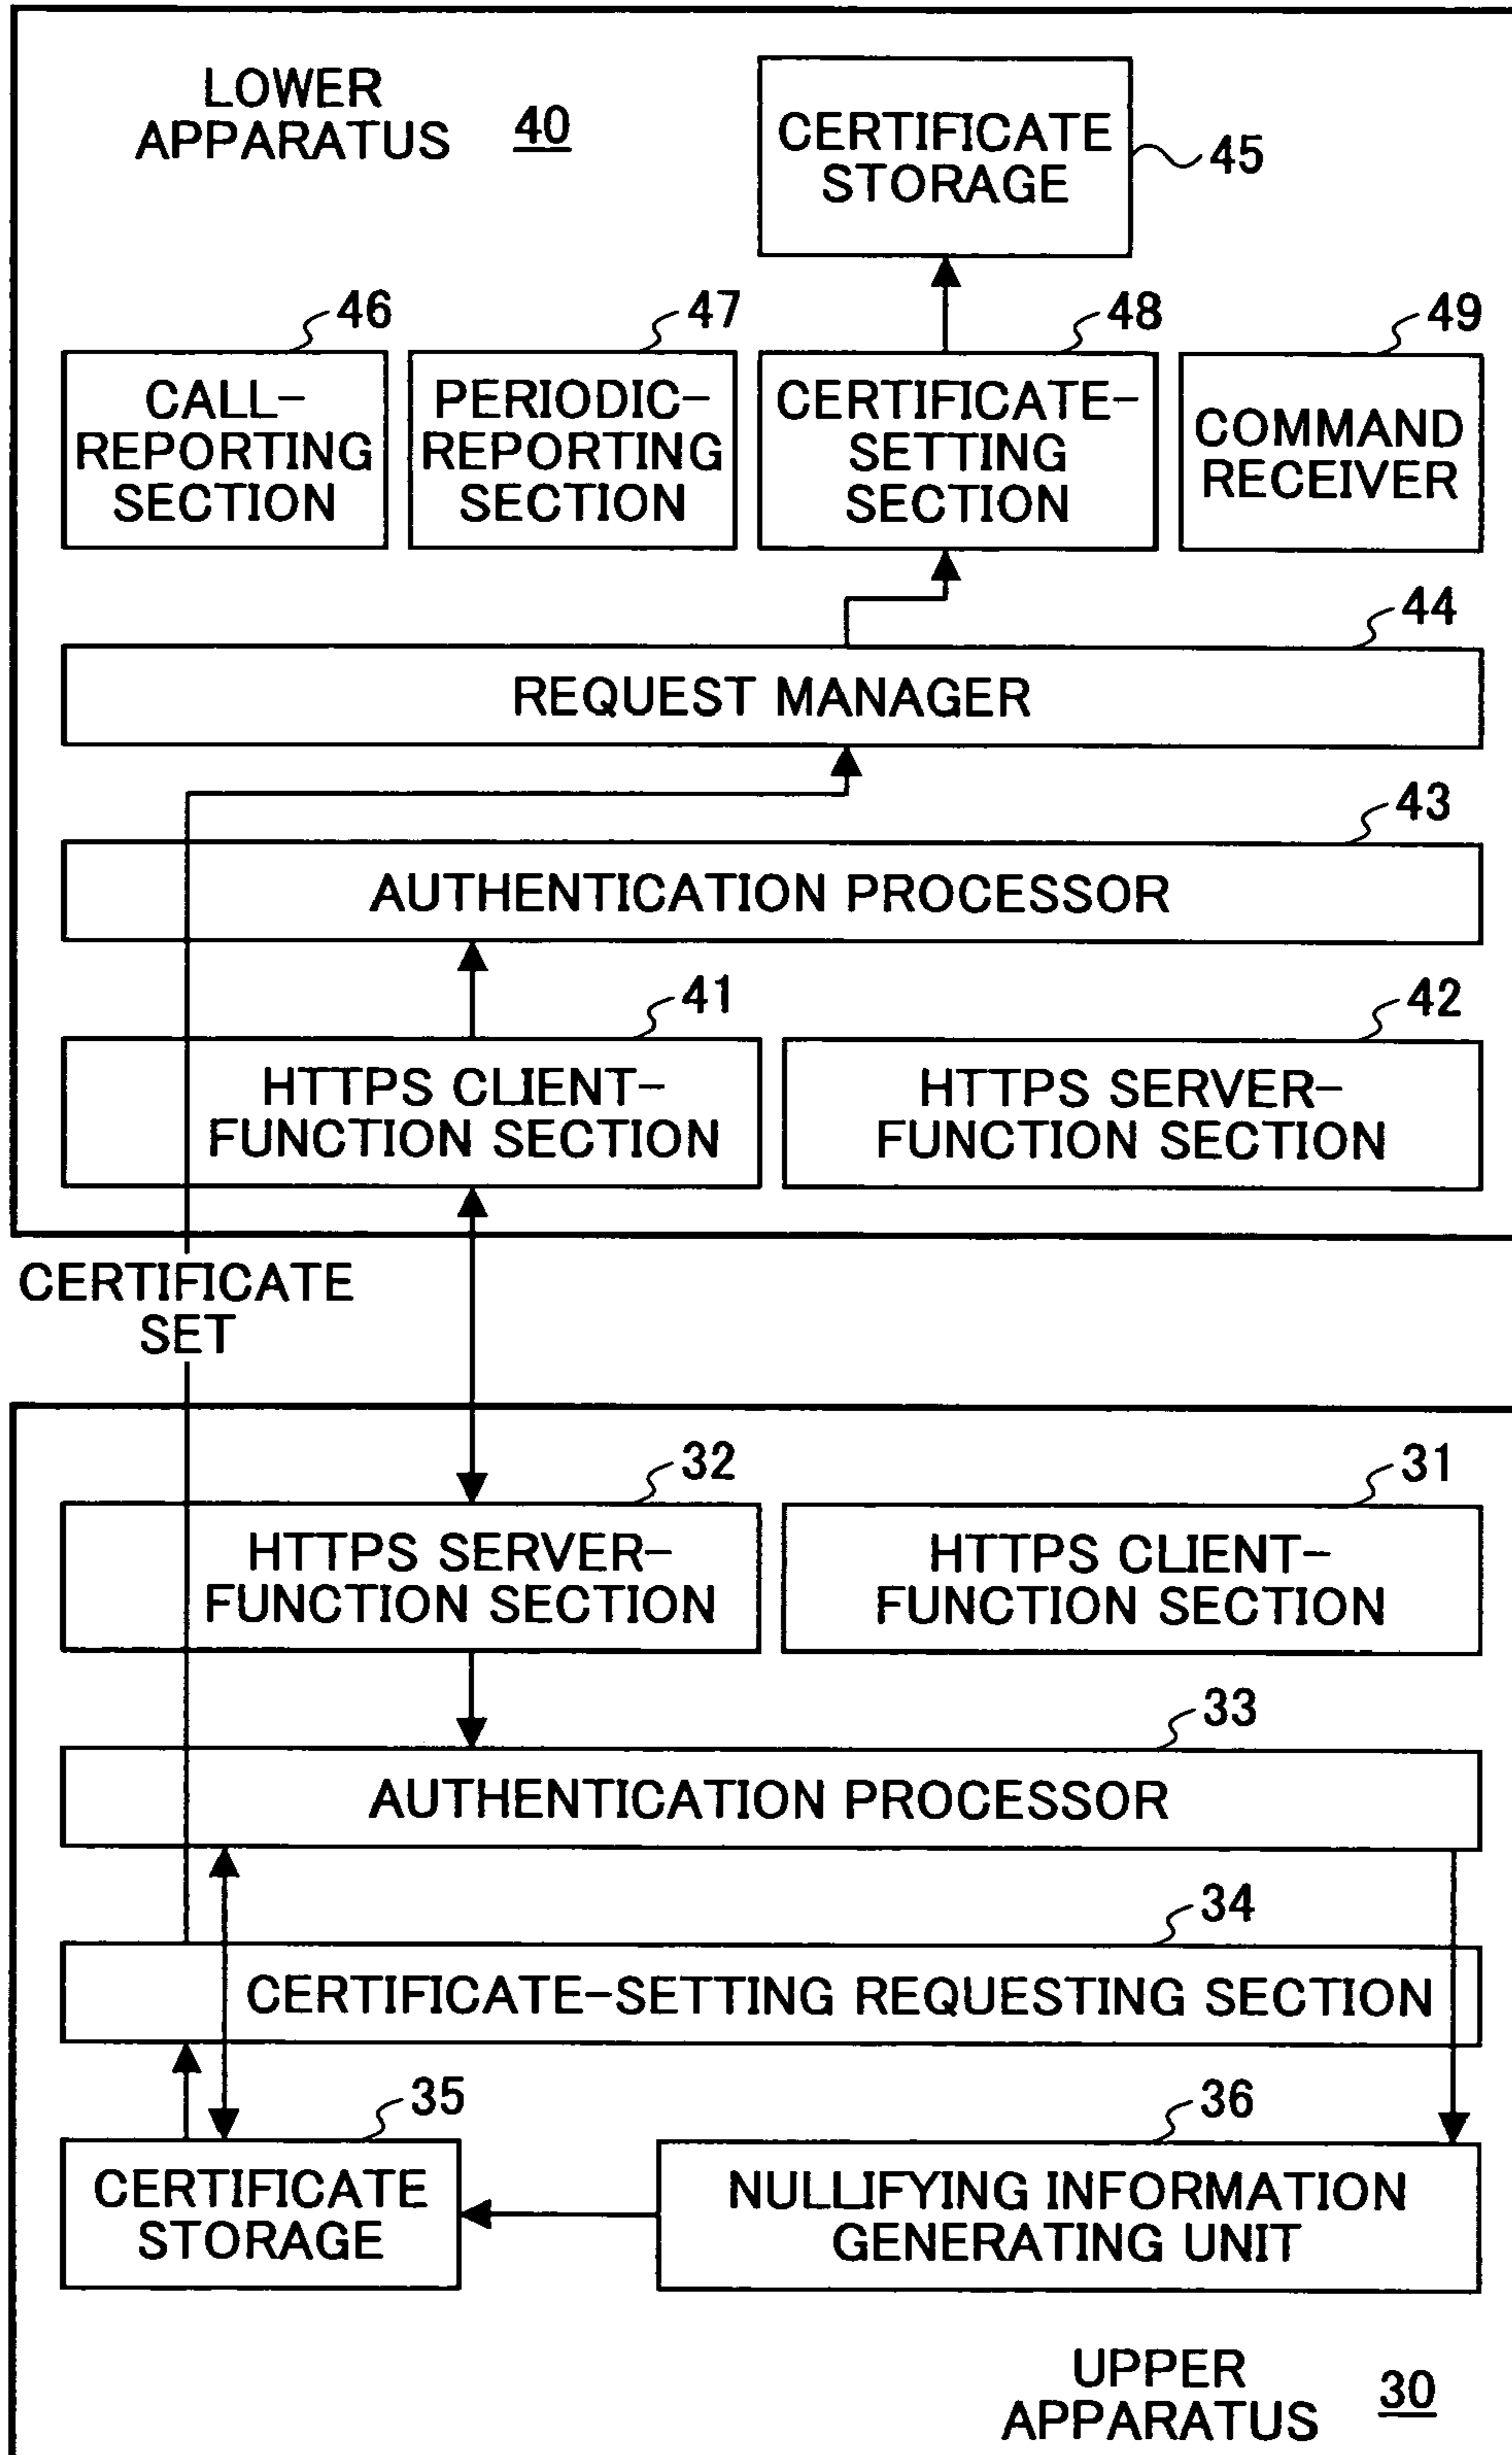 LOWER
APPARATUS 40
CERTIFICATE
STORAGE
45
46
47
48
49
CALL-
REPORTING
SECTION
PERIODIC-
REPORTING
SECTION
CERTIFICATE-
SETTING
SECTION
COMMAND
RECEIVER
44
REQUEST MANAGER
43
AUTHENTICATION PROCESSOR
41
42
HTTPS CLIENT-
FUNCTION SECTION
HTTPS SERVER-
FUNCTION SECTION
CERTIFICATE
SET
32
31
HTTPS SERVER-
FUNCTION SECTION
HTTPS CLIENT-
FUNCTION SECTION
33
AUTHENTICATION PROCESSOR
34
CERTIFICATE-SETTING REQUESTING SECTION
35
36
CERTIFICATE
STORAGE
NULLIFYING INFORMATION
GENERATING UNIT
UPPER
APPARATUS 30